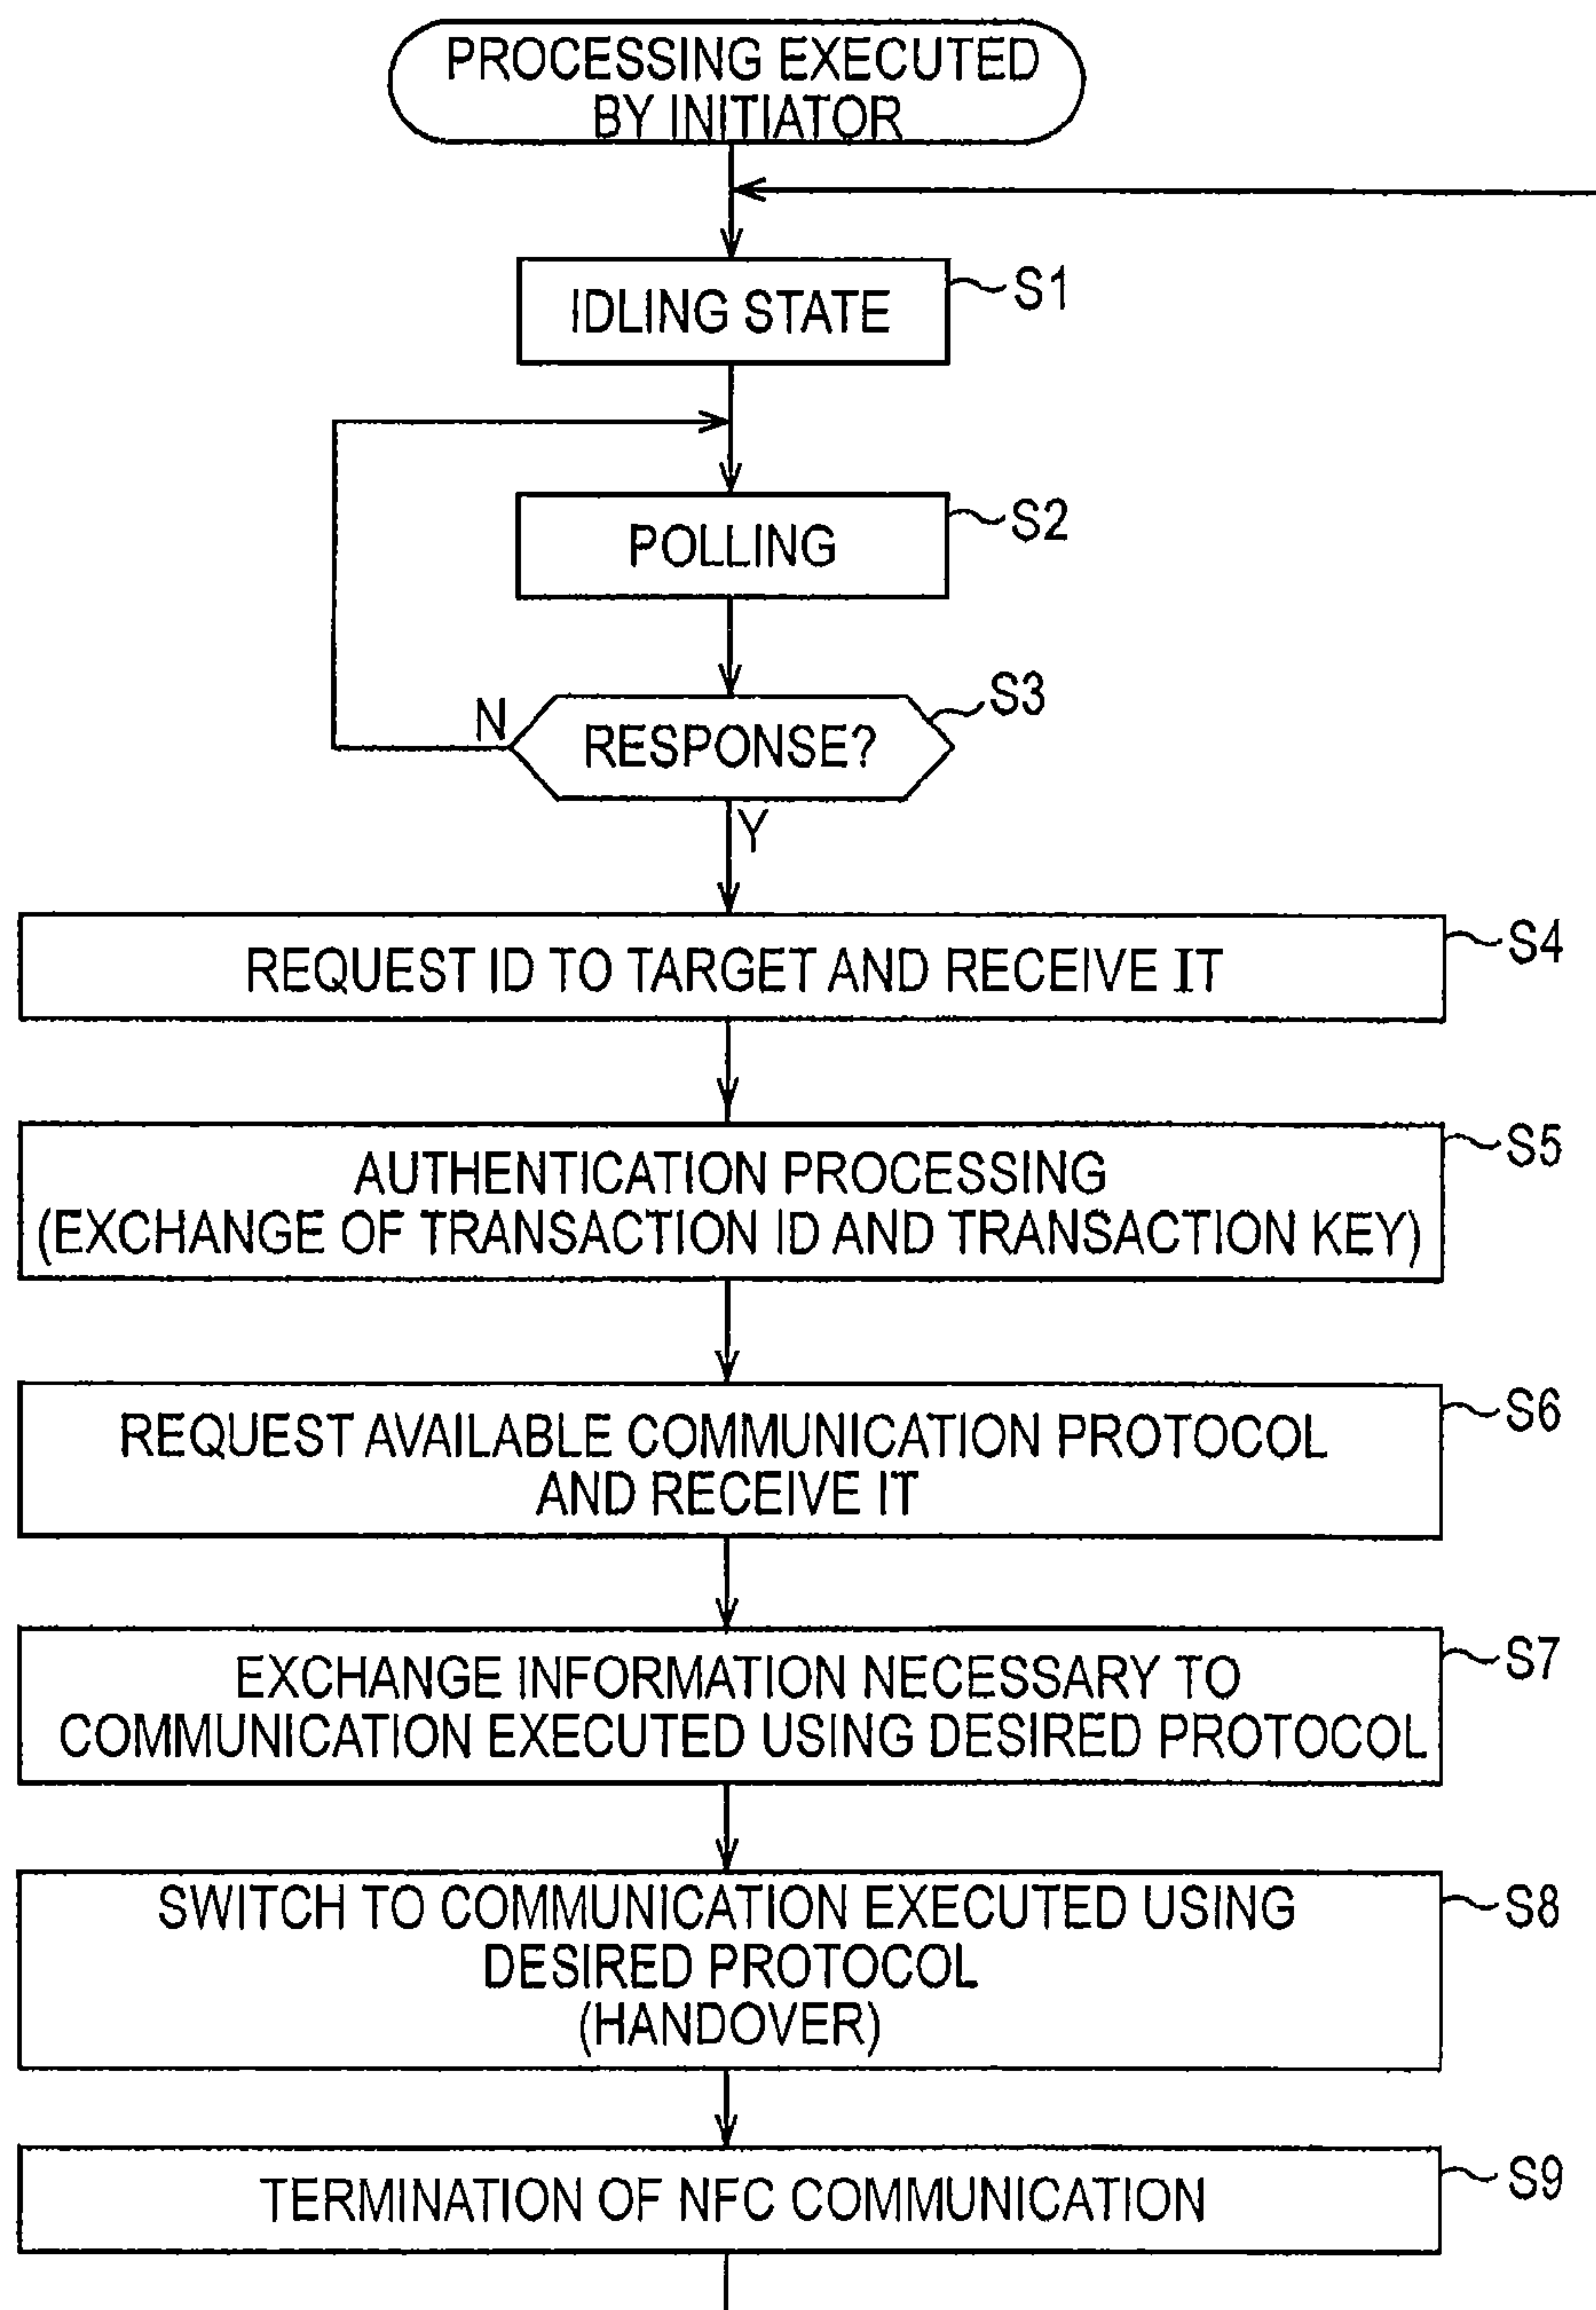 PROCESSING EXECUTED
BY INITIATOR
IDLING STATE
S1
POLLING
S2
RESPONSE?
S3
N
Y
REQUEST ID TO TARGET AND RECEIVE IT
S4
AUTHENTICATION PROCESSING
(EXCHANGE OF TRANSACTION ID AND TRANSACTION KEY)
S5
REQUEST AVAILABLE COMMUNICATION PROTOCOL
AND RECEIVE IT
S6
EXCHANGE INFORMATION NECESSARY TO
COMMUNICATION EXECUTED USING DESIRED PROTOCOL
S7
SWITCH TO COMMUNICATION EXECUTED USING
DESIRED PROTOCOL
(HANDOVER)
S8
TERMINATION OF NFC COMMUNICATION
S9